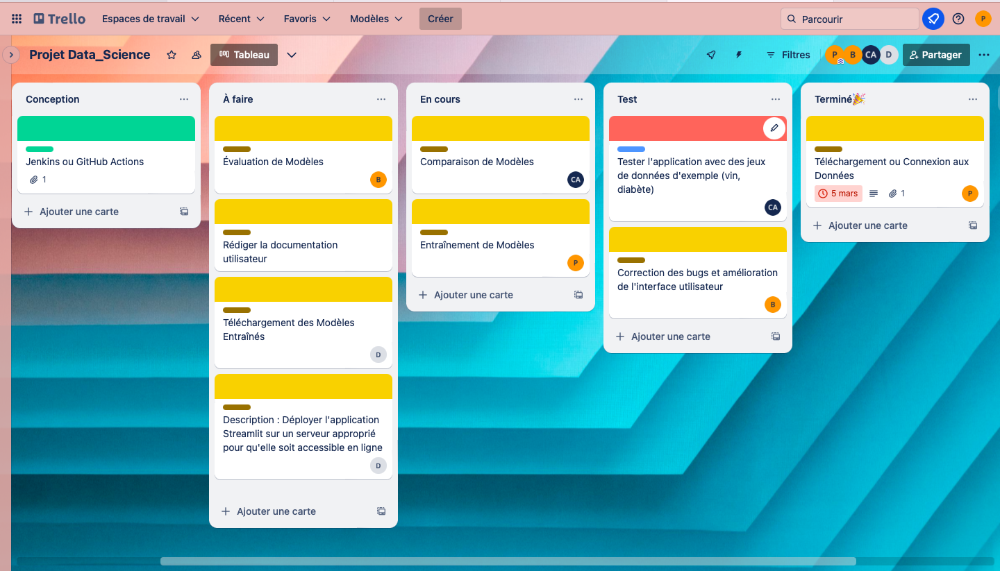 Trello
Espaces de travail
Récent
Favoris
Modèles
Créer
Parcourir
P
Projet Data_Science
Tableau
Filtres
P
B
CA
D
Partager
Conception
Jenkins ou GitHub Actions
1
Ajouter une carte
À faire
Évaluation de Modèles
B
Rédiger la documentation
utilisateur
Téléchargement des Modèles
Entraînés
D
Description : Déployer l'application
Streamlit sur un serveur approprié
pour qu'elle soit accessible en ligne
D
Ajouter une carte
En cours
Comparaison de Modèles
CA
Entraînement de Modèles
P
Ajouter une carte
Test
Tester l'application avec des jeux
de données d'exemple (vin,
diabète)
CA
Correction des bugs et amélioration
de l'interface utilisateur
B
Ajouter une carte
Terminé🎉
Téléchargement ou Connexion aux
Données
5 mars
1
P
Ajouter une carte